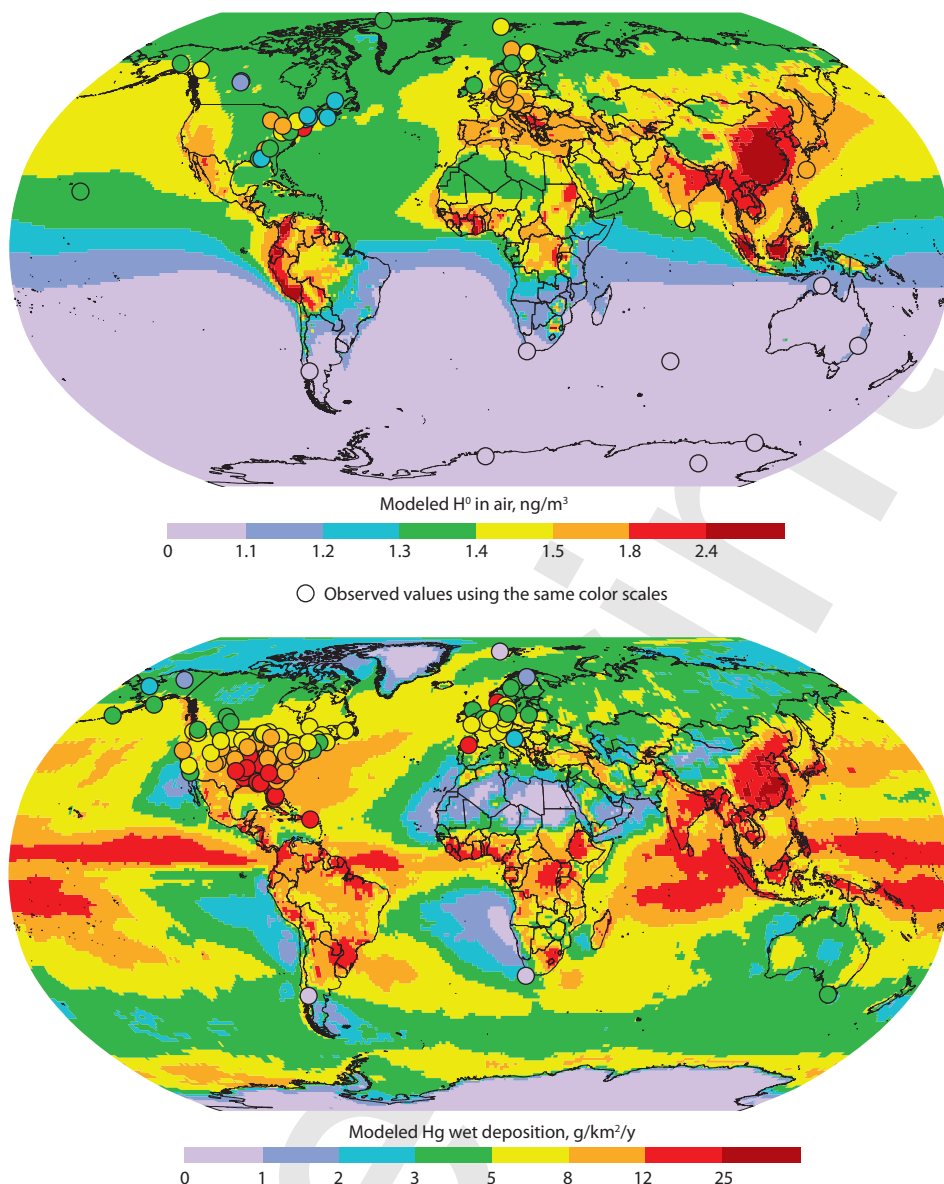 Modeled H⁰ in air, ng/m³
0 1.1 1.2 1.3 1.4 1.5 1.8 2.4
Observed values using the same color scales
Modeled Hg wet deposition, g/km²/y
0 1 2 3 5 8 12 25